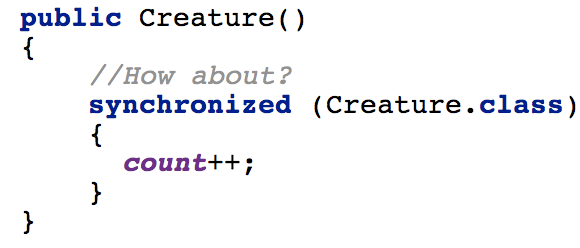 public Creature()
{
//How about?
synchronized (Creature.class)
{
count++;
}
}